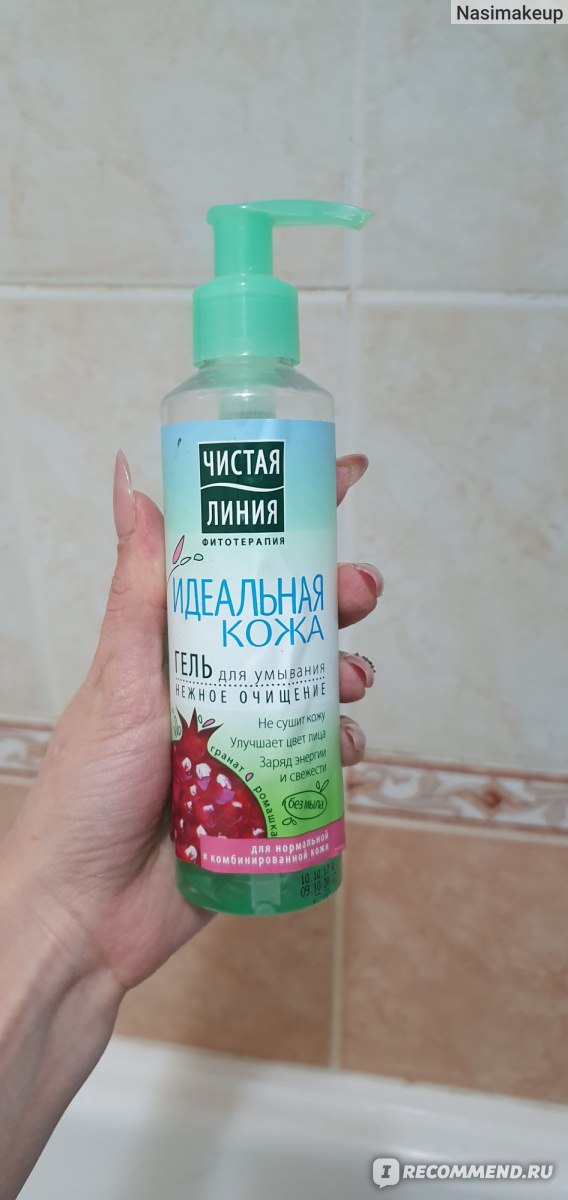 Nasimakeup
ЧИСТАЯ
ЛИНИЯ
ФИТОТЕРАПИЯ
ИДЕАЛЬНАЯ
КОЖА
ГЕЛЬ для умывания
НЕЖНОЕ ОЧИЩЕНИЕ
Не сушит кожу
Улучшает цвет лица
Заряд энергии
и свежести
гранат
ромашка
без мыла
для нормальной
и комбинированной кожи
IRECOMMEND.RU